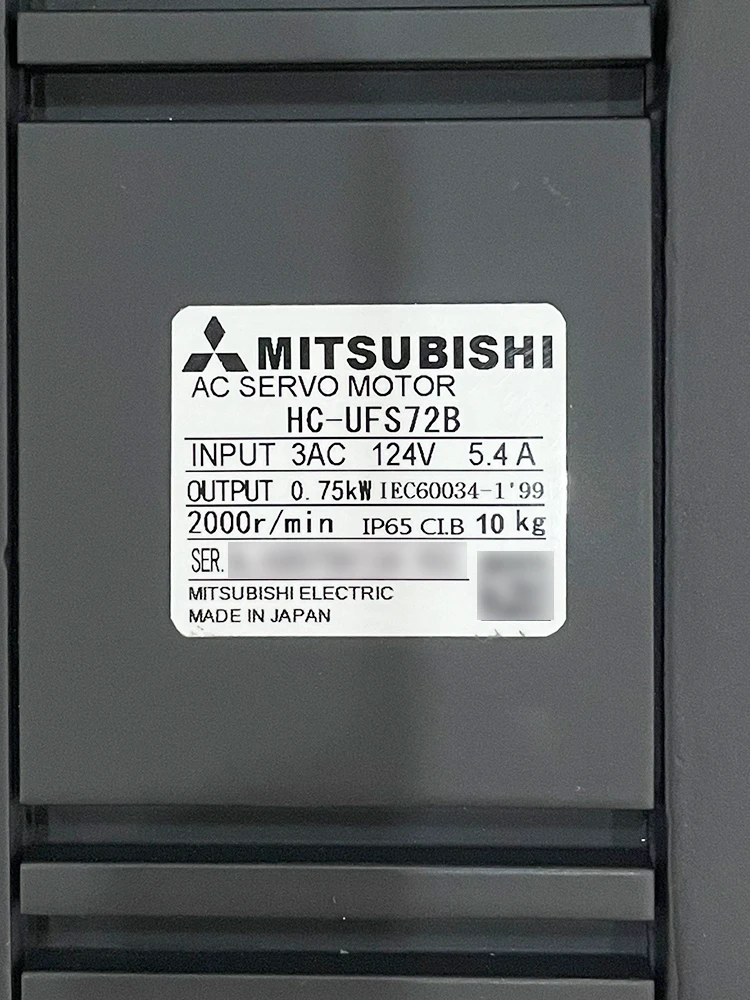 MITSUBISHI
AC SERVO MOTOR
HC-UFS72B
INPUT 3AC 124V 5.4 A
OUTPUT 0.75kW IEC60034-1'99
2000r/min IP65 CI.B 10 kg
SER.
MITSUBISHI ELECTRIC
MADE IN JAPAN